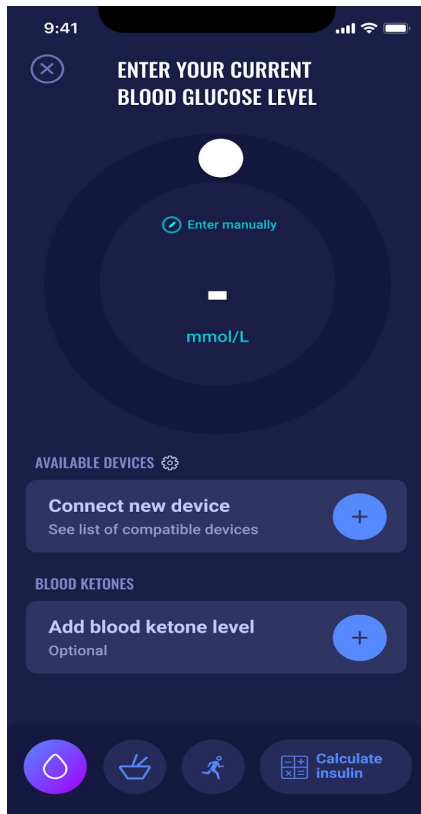 9:41
ENTER YOUR CURRENT
BLOOD GLUCOSE LEVEL
Enter manually
-
mmol/L
AVAILABLE DEVICES
Connect new device
See list of compatible devices
BLOOD KETONES
Add blood ketone level
Optional
Calculate
insulin